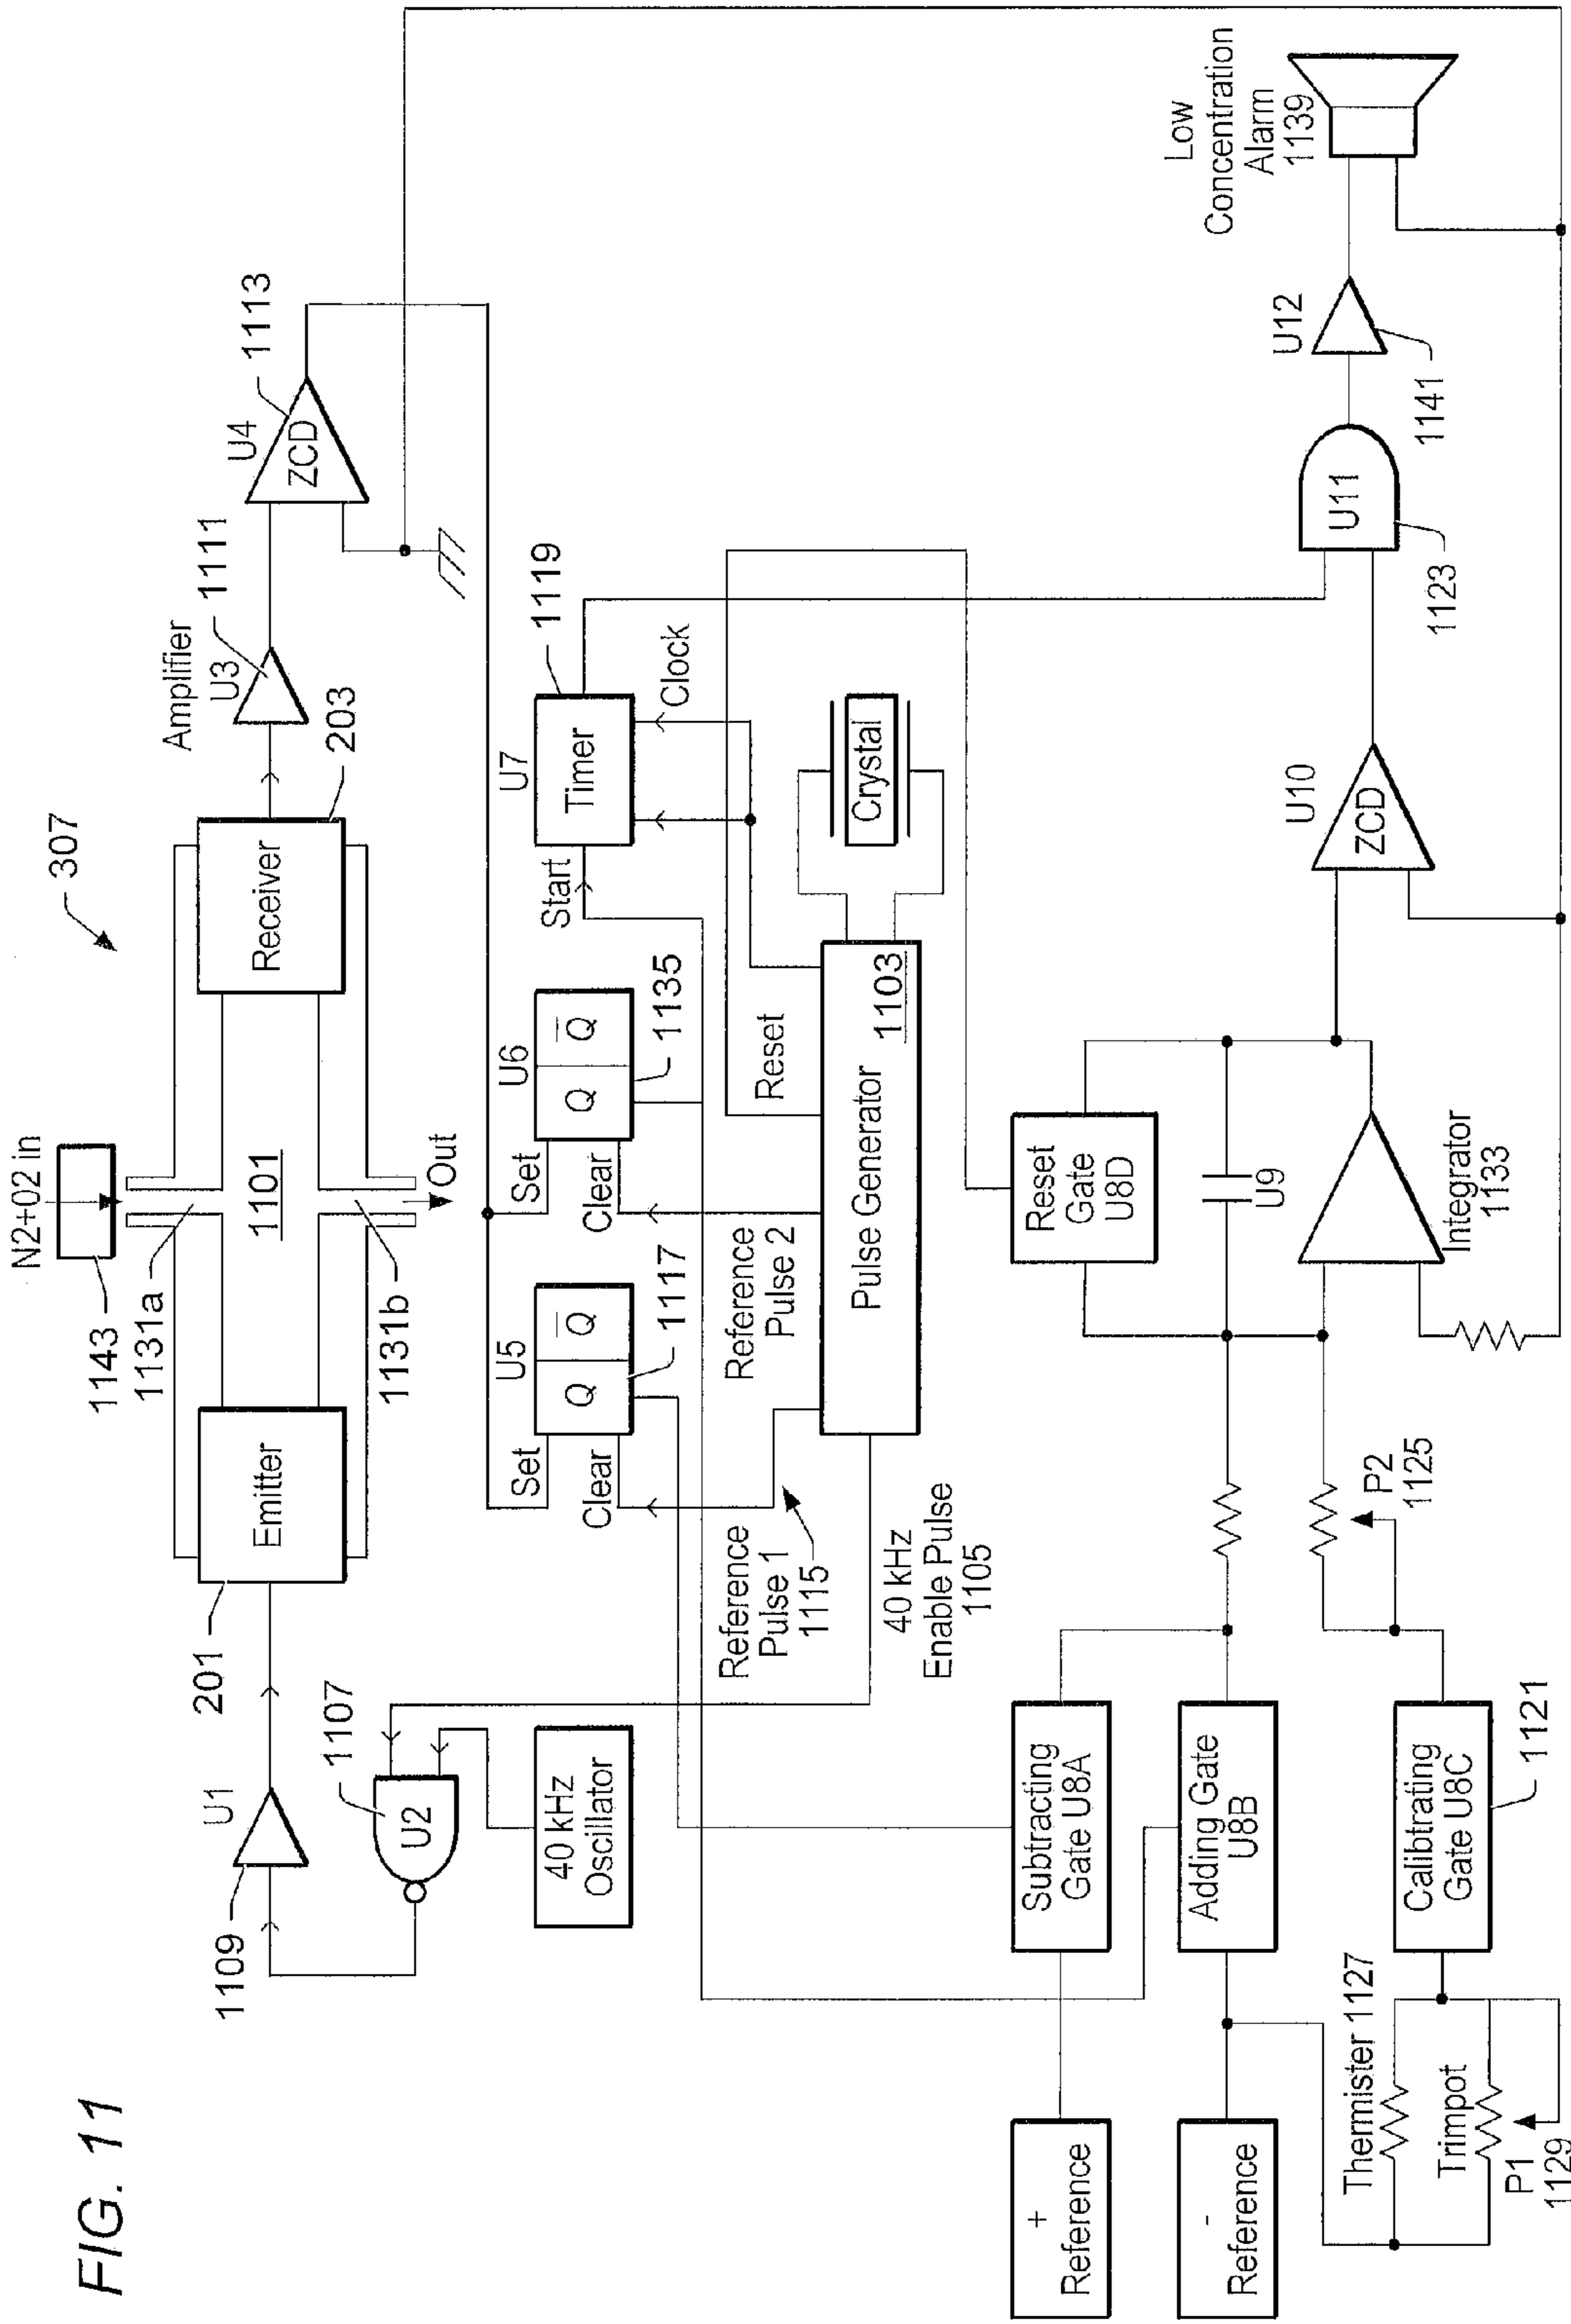 FIG. 11
307
N2+02 in
1143
1131a
1101
1131b
Out
Emitter
201
Receiver
203
Amplifier
U3
1111
U4
ZCD
1113
U1
1109
U2
1107
40 kHz
Oscillator
Set
Clear
U5
Q
Q
1117
Set
Clear
U6
Q
Q
1135
Start
U7
Timer
1119
Clock
Reference
Pulse 1
1115
Reference
Pulse 2
Reset
Pulse Generator
1103
Crystal
40 kHz
Enable Pulse
1105
+
Reference
-
Reference
Subtracting
Gate U8A
Adding Gate
U8B
Calibtrating
Gate U8C
1121
Thermister 1127
Trimpot
P1
1129
P2
1125
Reset
Gate
U8D
U9
Integrator
1133
U10
ZCD
U11
1123
U12
1141
Low
Concentration
Alarm
1139